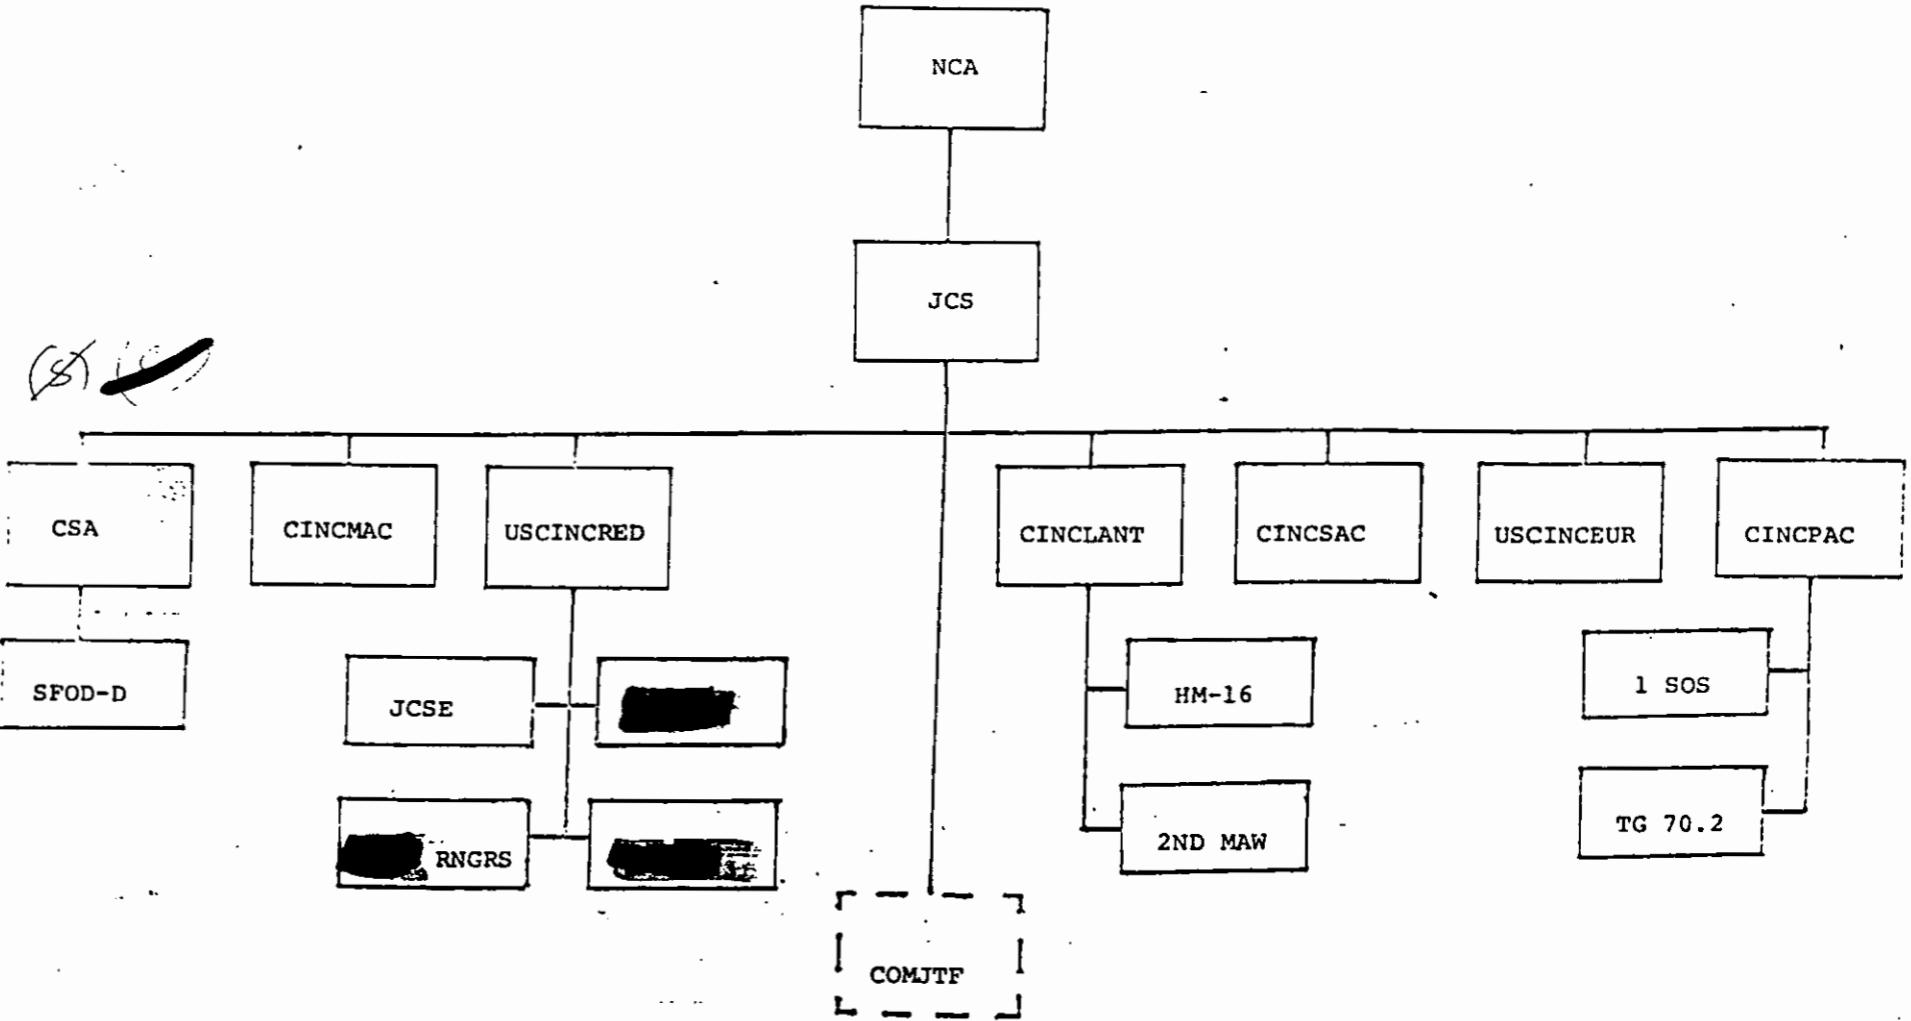 NCA
JCS
(S)
CSA
CINCMAC
USCINCRED
CINCLANT
CINCSAC
USCINCEUR
CINCPAC
SFOD-D
JCSE
HM-16
1 SOS
RNGRS
2ND MAW
TG 70.2
COMJTF